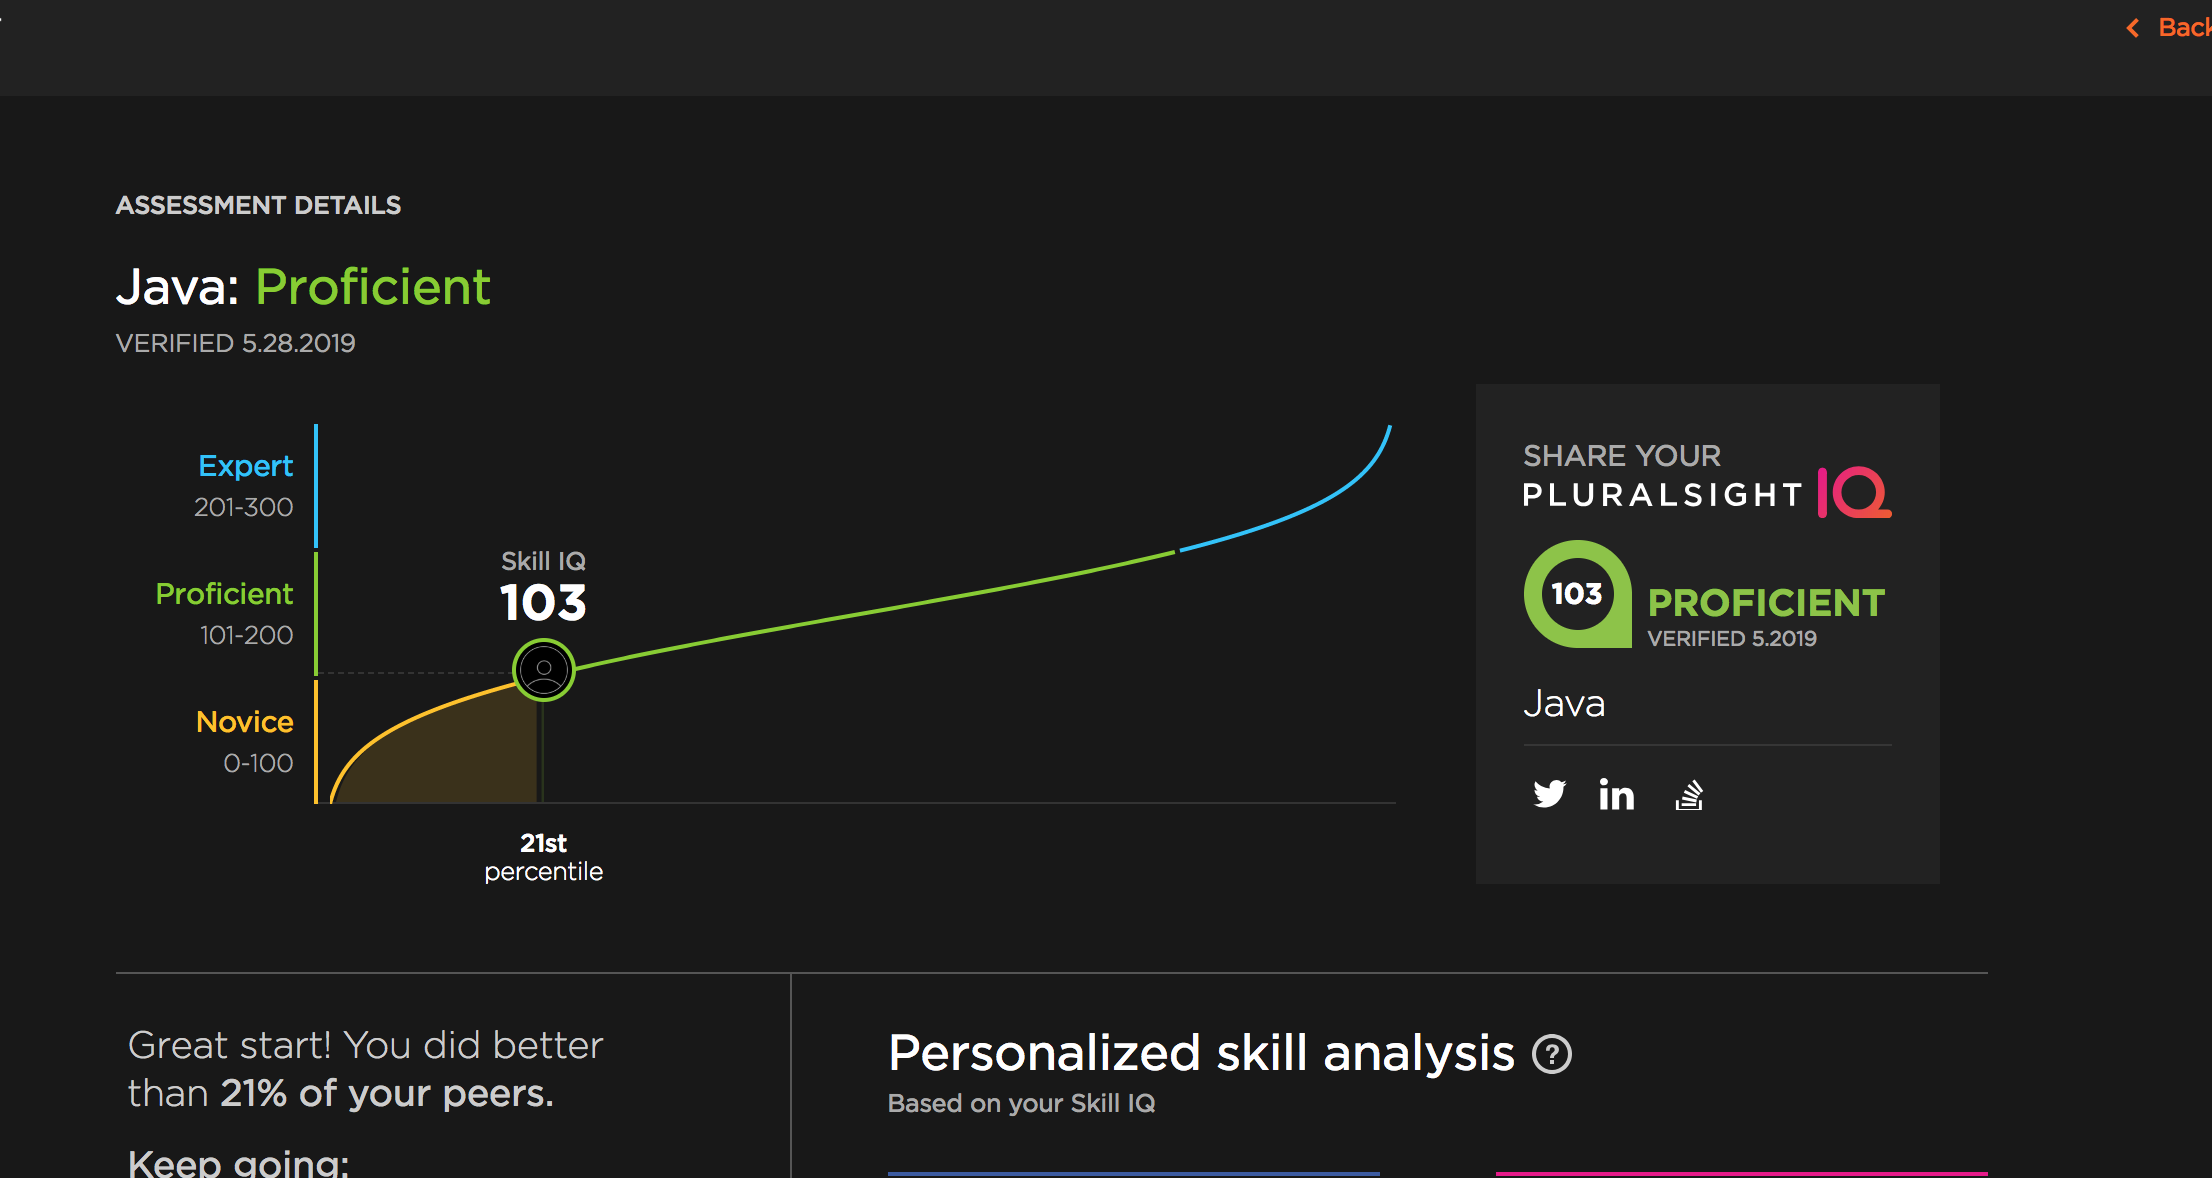 Back
ASSESSMENT DETAILS
Java: Proficient
VERIFIED 5.28.2019
Expert
201-300
Proficient
101-200
Novice
0-100
Skill IQ
103
21st
percentile
SHARE YOUR
PLURALSIGHT IQ
103
PROFICIENT
VERIFIED 5.2019
Java
in
Great start! You did better
than 21% of your peers.
Keep going:
Personalized skill analysis ?
Based on your Skill IQ